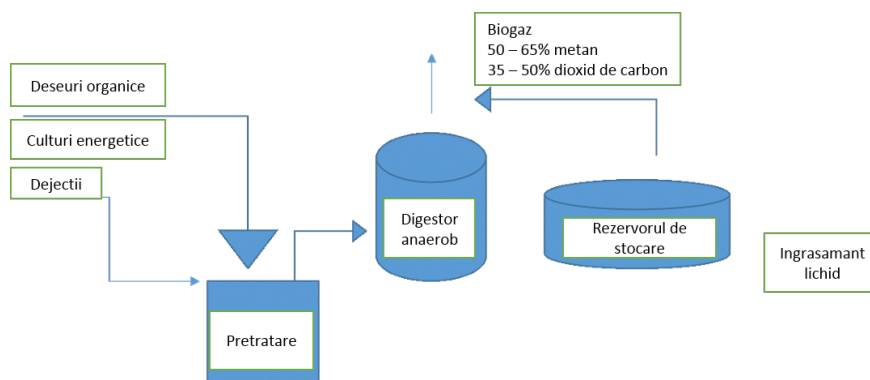 Biogaz
50 – 65% metan
35 – 50% dioxid de carbon
Deseuri organice
Culturi energetice
Dejectii
Digestor
anaerob
Rezervorul de
stocare
Ingrasamant
lichid
Pretratare